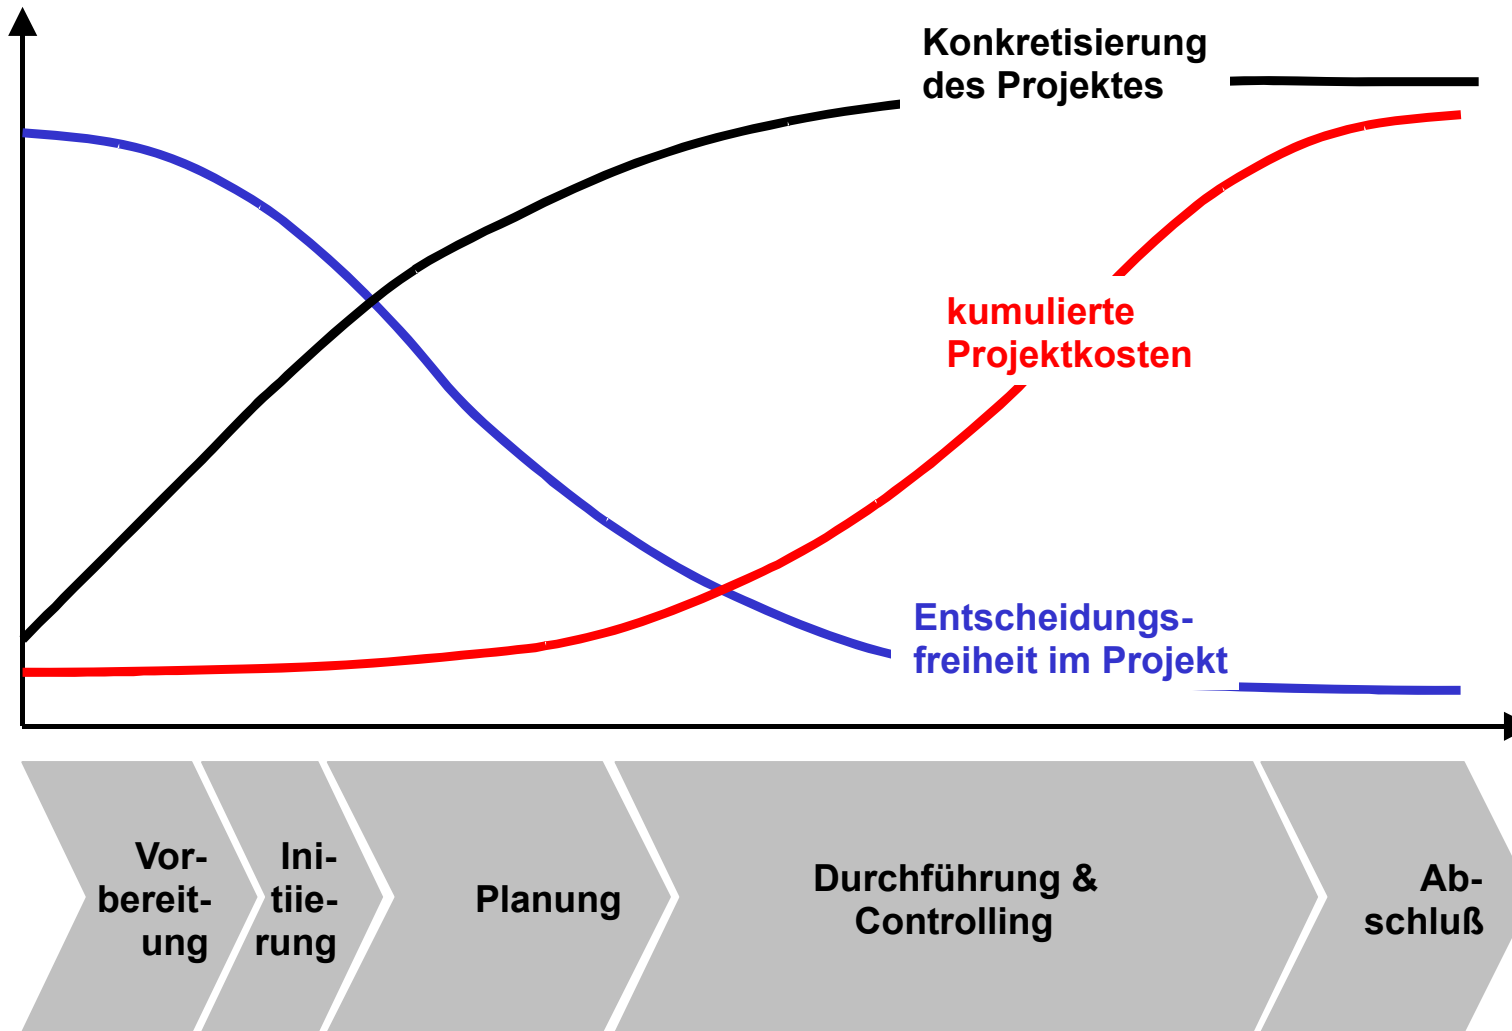 Konkretisierung
des Projektes
kumulierte
Projektkosten
Entscheidungs-
freiheit im Projekt
Vor-
bereit-
ung
Ini-
tiie-
rung
Planung
Durchführung &
Controlling
Ab-
schluß